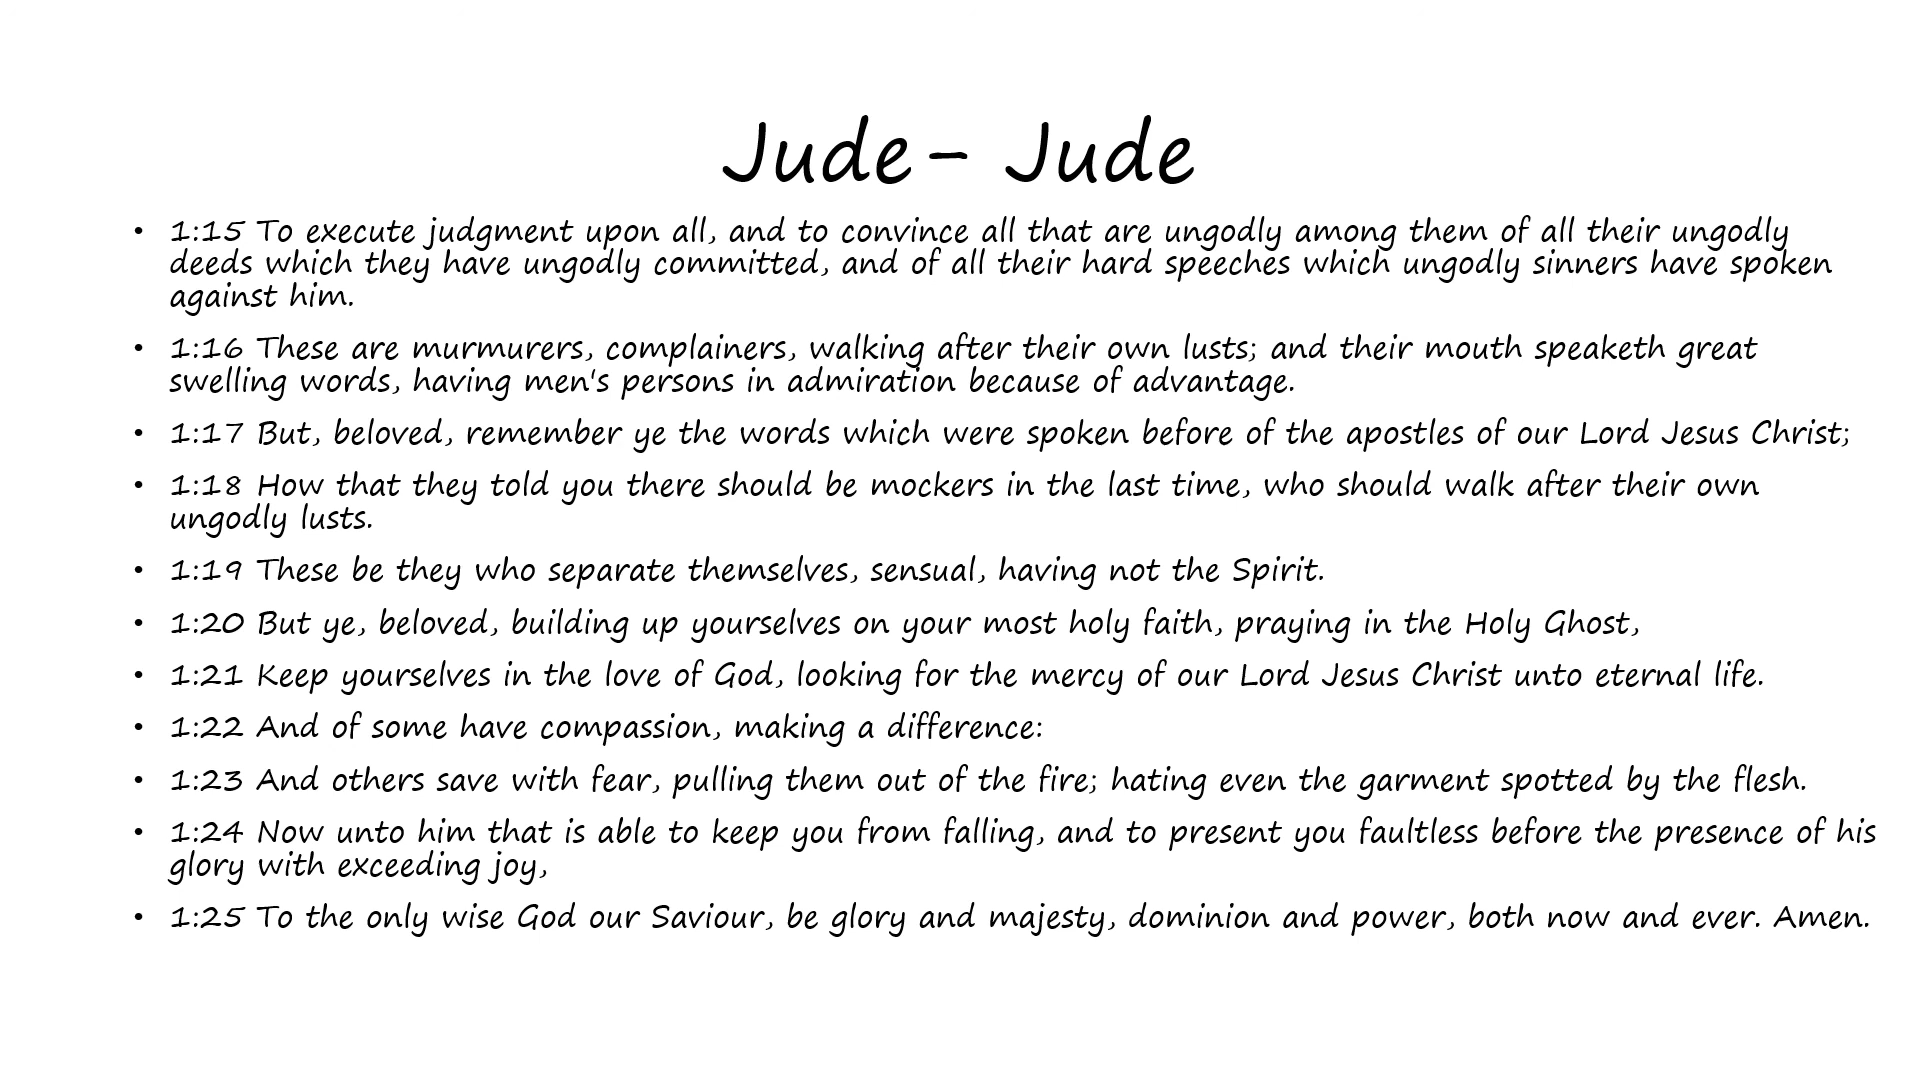 Jude – Jude
• 1:15 To execute judgment upon all, and to convince all that are ungodly among them of all their ungodly
deeds which they have ungodly committed, and of all their hard speeches which ungodly sinners have spoken
against him.
• 1:16 These are murmurers, complainers, walking after their own lusts; and their mouth speaketh great
swelling words, having men's persons in admiration because of advantage.
• 1:17 But, beloved, remember ye the words which were spoken before of the apostles of our Lord Jesus Christ;
• 1:18 How that they told you there should be mockers in the last time, who should walk after their own
ungodly lusts.
• 1:19 These be they who separate themselves, sensual, having not the Spirit.
• 1:20 But ye, beloved, building up yourselves on your most holy faith, praying in the Holy Ghost,
• 1:21 Keep yourselves in the love of God, looking for the mercy of our Lord Jesus Christ unto eternal life.
• 1:22 And of some have compassion, making a difference:
• 1:23 And others save with fear, pulling them out of the fire; hating even the garment spotted by the flesh.
• 1:24 Now unto him that is able to keep you from falling, and to present you faultless before the presence of his
glory with exceeding joy,
• 1:25 To the only wise God our Saviour, be glory and majesty, dominion and power, both now and ever. Amen.